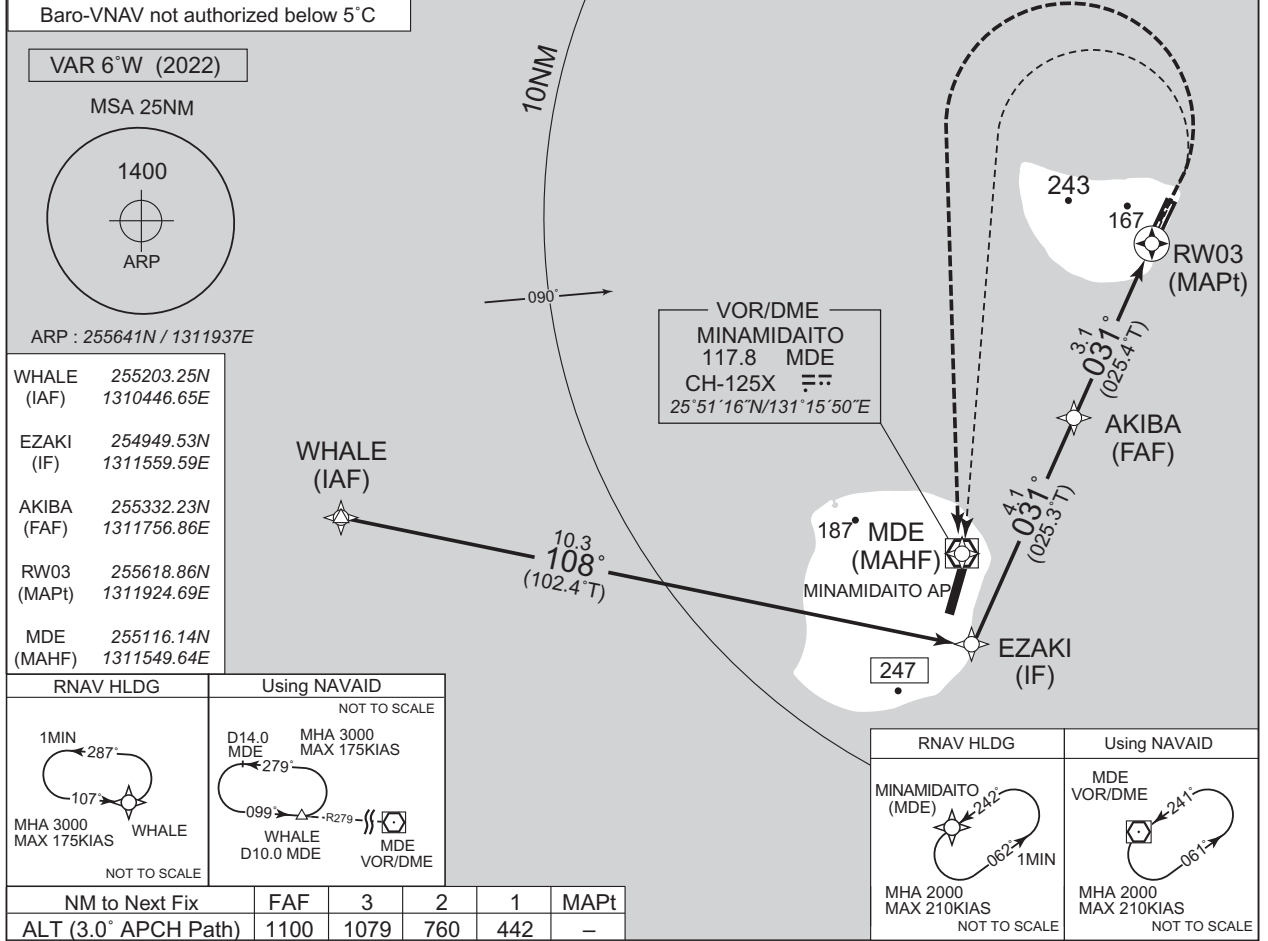 Baro-VNAV not authorized below 5˚C
VAR 6˚W (2022)
MSA 25NM
1400
ARP
ARP : 255641N / 1311937E
WHALE 255203.25N
(IAF) 1310446.65E
EZAKI 254949.53N
(IF) 1311559.59E
AKIBA 255332.23N
(FAF) 1311756.86E
RW03 255618.86N
(MAPt) 1311924.69E
MDE 255116.14N
(MAHF) 1311549.64E
10NM
090˚
243
167
RW03
(MAPt)
3.1
031˚
(025.4˚T)
VOR/DME
MINAMIDAITO
117.8 MDE
CH-125X
25˚51´16˝N/131˚15´50˝E
AKIBA
(FAF)
4.1
031˚
(025.3˚T)
WHALE
(IAF)
10.3
108˚
(102.4˚T)
187
MDE
(MAHF)
MINAMIDAITO AP
EZAKI
(IF)
247
RNAV HLDG
1MIN
287˚
107˚
MHA 3000
MAX 175KIAS
WHALE
NOT TO SCALE
Using NAVAID
NOT TO SCALE
D14.0
MDE
MHA 3000
MAX 175KIAS
279˚
099˚
R279
WHALE
D10.0 MDE
MDE
VOR/DME
RNAV HLDG
MINAMIDAITO
(MDE)
242˚
062˚
1MIN
MHA 2000
MAX 210KIAS
NOT TO SCALE
Using NAVAID
MDE
VOR/DME
241˚
061˚
MHA 2000
MAX 210KIAS
NOT TO SCALE
NM to Next Fix FAF 3 2 1 MAPt
ALT (3.0˚ APCH Path) 1100 1079 760 442 –